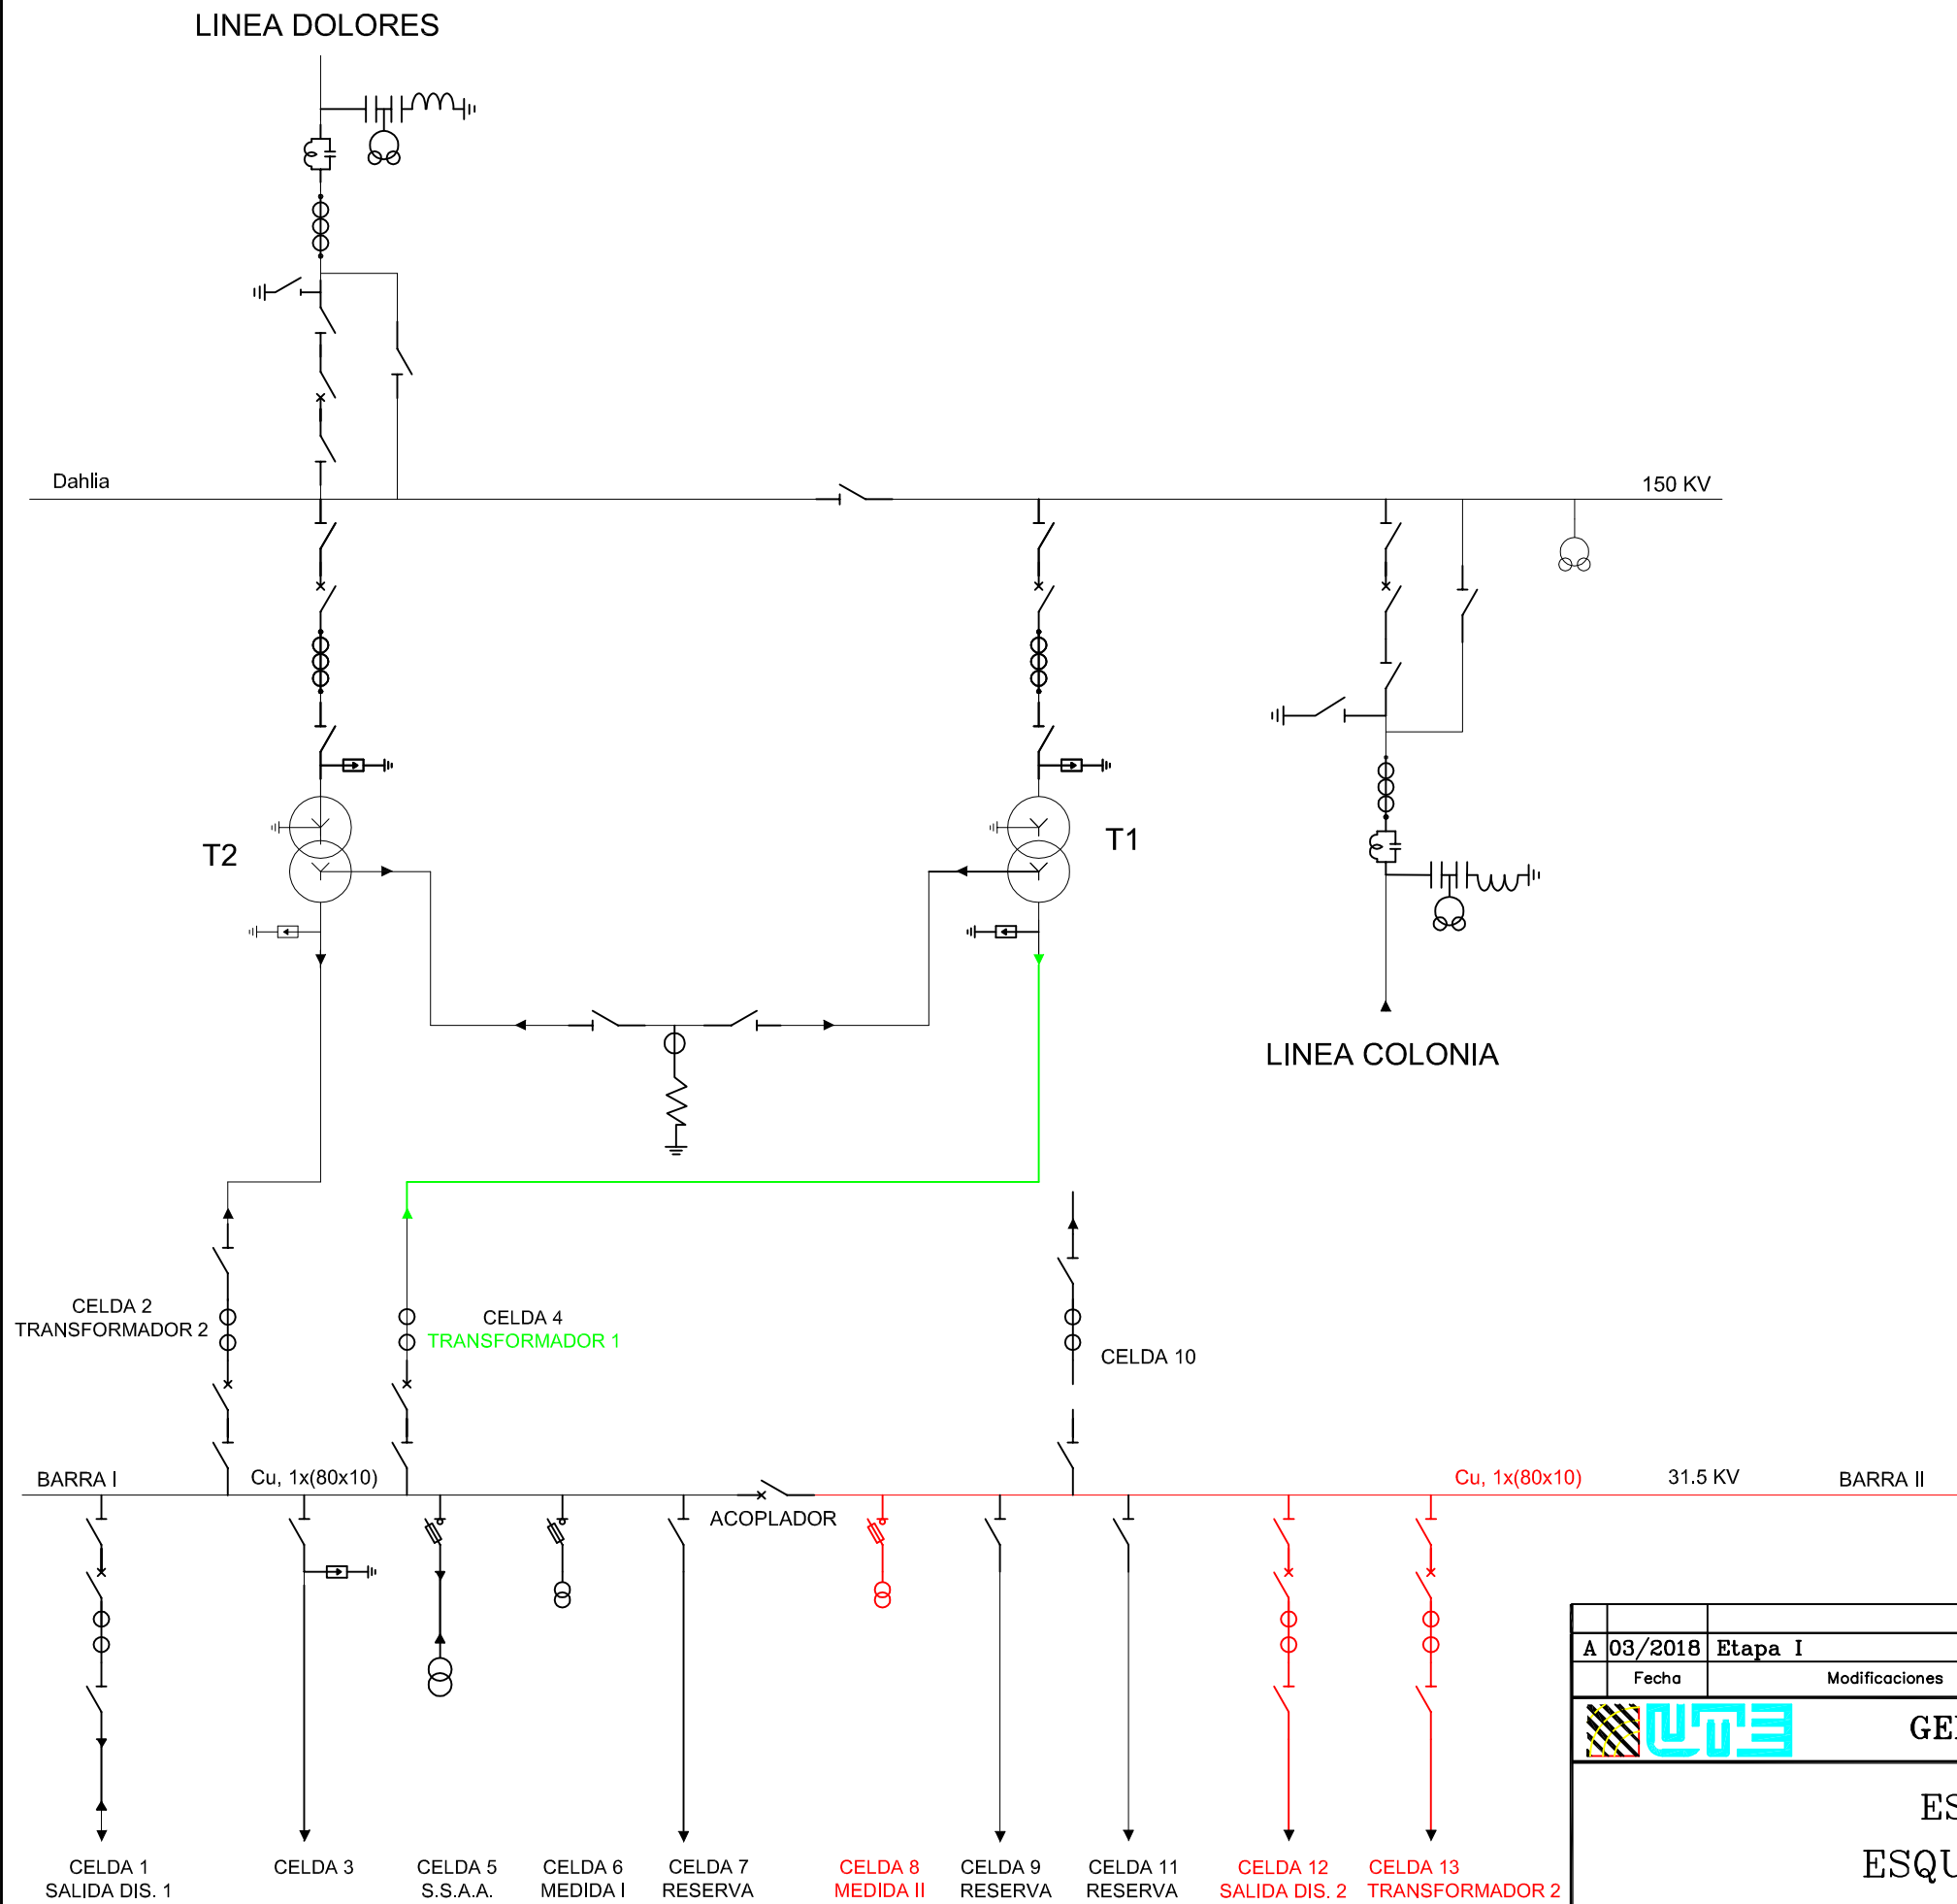 LINEA DOLORES
Dahlia
150 KV
T2
T1
LINEA COLONIA
CELDA 2
TRANSFORMADOR 2
CELDA 4
TRANSFORMADOR 1
CELDA 10
BARRA I
Cu, 1x(80x10)
ACOPLADOR
Cu, 1x(80x10)
31.5 KV
BARRA II
CELDA 1
SALIDA DIS. 1
CELDA 3
CELDA 5
S.S.A.A.
CELDA 6
MEDIDA I
CELDA 7
RESERVA
CELDA 8
MEDIDA II
CELDA 9
RESERVA
CELDA 11
RESERVA
CELDA 12
SALIDA DIS. 2
CELDA 13
TRANSFORMADOR 2
A 03/2018 Etapa I
Fecha Modificaciones
UTE